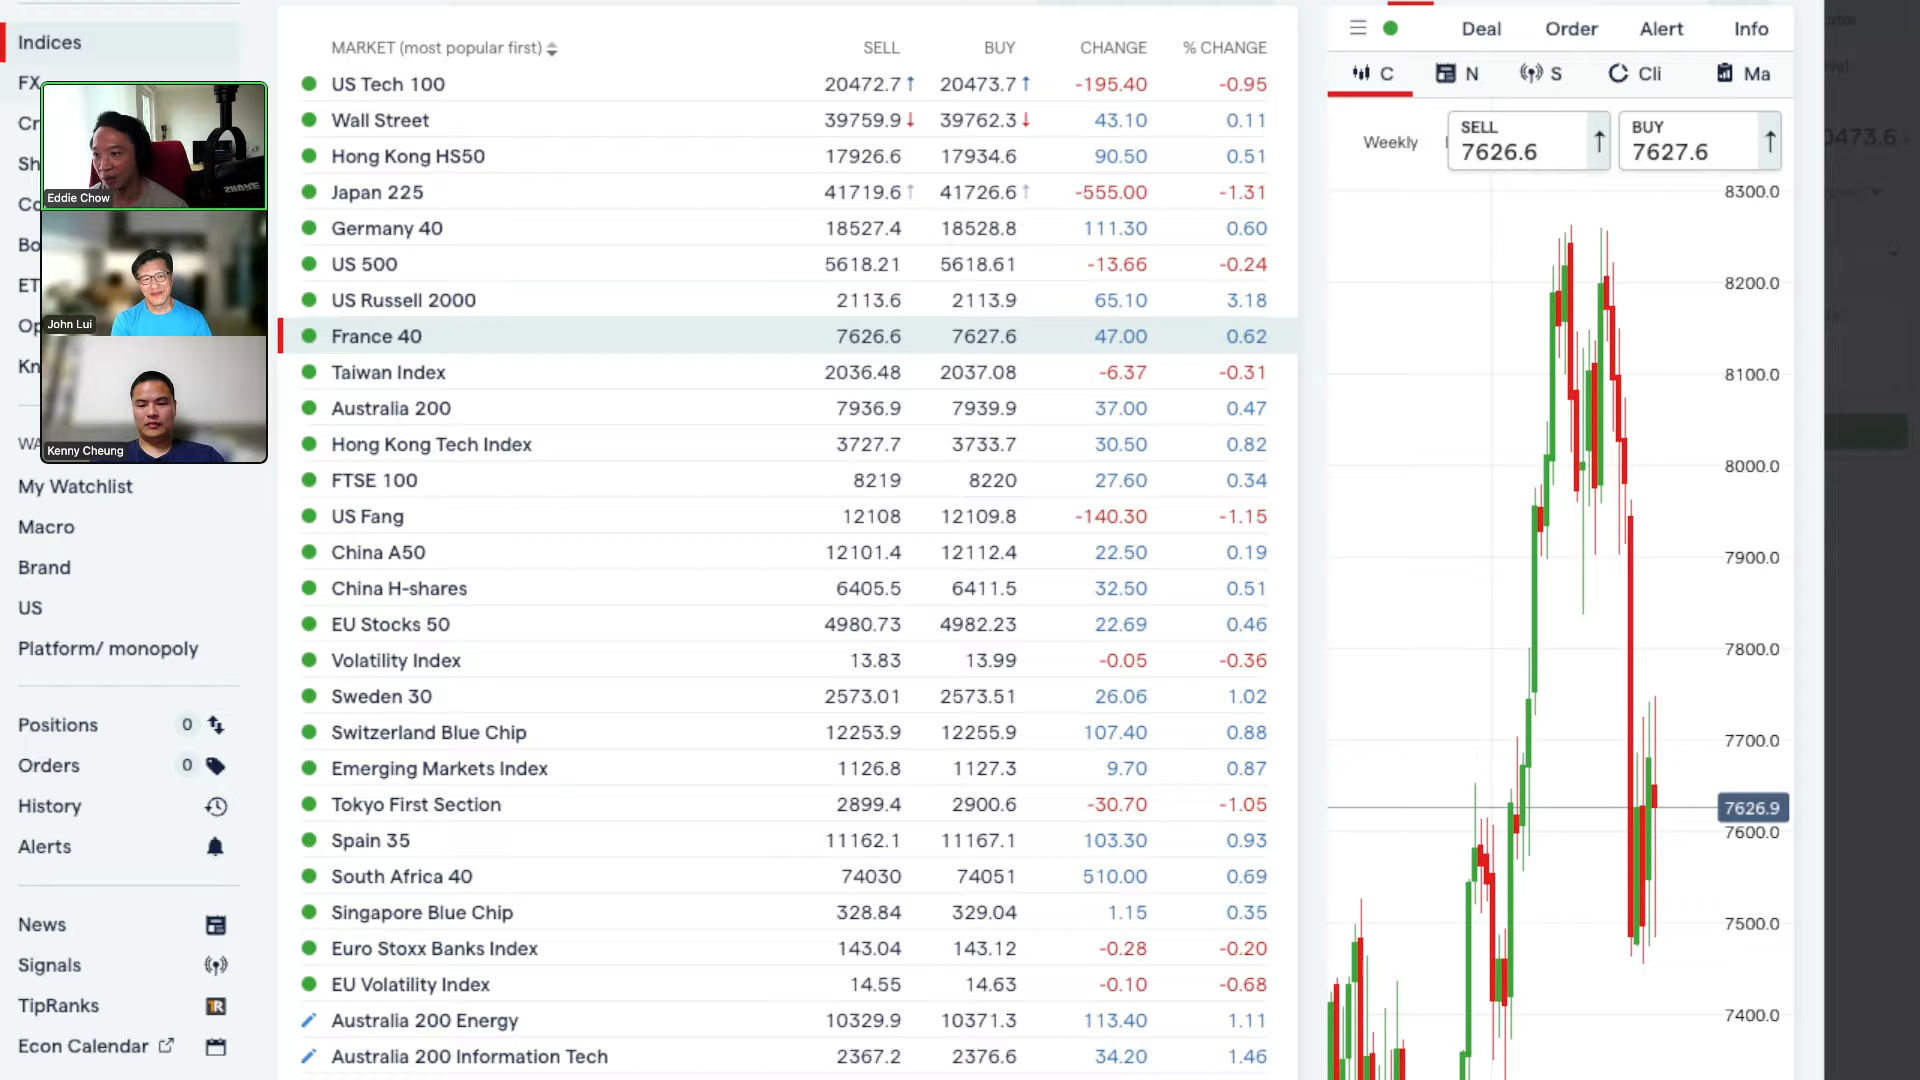 Indices
FX
Cr
Sh
Co
Bo
ET
Op
Kn
WA
My Watchlist
Macro
Brand
US
Platform/ monopoly
Positions 0
Orders 0
History
Alerts
News
Signals
TipRanks
Econ Calendar
Eddie Chow
SHURE
John Lui
Kenny Cheung
MARKET (most popular first) SELL BUY CHANGE % CHANGE
US Tech 100 20472.7 20473.7 -195.40 -0.95
Wall Street 39759.9 39762.3 43.10 0.11
Hong Kong HS50 17926.6 17934.6 90.50 0.51
Japan 225 41719.6 41726.6 -555.00 -1.31
Germany 40 18527.4 18528.8 111.30 0.60
US 500 5618.21 5618.61 -13.66 -0.24
US Russell 2000 2113.6 2113.9 65.10 3.18
France 40 7626.6 7627.6 47.00 0.62
Taiwan Index 2036.48 2037.08 -6.37 -0.31
Australia 200 7936.9 7939.9 37.00 0.47
Hong Kong Tech Index 3727.7 3733.7 30.50 0.82
FTSE 100 8219 8220 27.60 0.34
US Fang 12108 12109.8 -140.30 -1.15
China A50 12101.4 12112.4 22.50 0.19
China H-shares 6405.5 6411.5 32.50 0.51
EU Stocks 50 4980.73 4982.23 22.69 0.46
Volatility Index 13.83 13.99 -0.05 -0.36
Sweden 30 2573.01 2573.51 26.06 1.02
Switzerland Blue Chip 12253.9 12255.9 107.40 0.88
Emerging Markets Index 1126.8 1127.3 9.70 0.87
Tokyo First Section 2899.4 2900.6 -30.70 -1.05
Spain 35 11162.1 11167.1 103.30 0.93
South Africa 40 74030 74051 510.00 0.69
Singapore Blue Chip 328.84 329.04 1.15 0.35
Euro Stoxx Banks Index 143.04 143.12 -0.28 -0.20
EU Volatility Index 14.55 14.63 -0.10 -0.68
Australia 200 Energy 10329.9 10371.3 113.40 1.11
Australia 200 Information Tech 2367.2 2376.6 34.20 1.46
Deal Order Alert Info
C N S Cli Ma
Weekly
SELL 7626.6
BUY 7627.6
8300.0
8200.0
8100.0
8000.0
7900.0
7800.0
7700.0
7626.9
7600.0
7500.0
7400.0